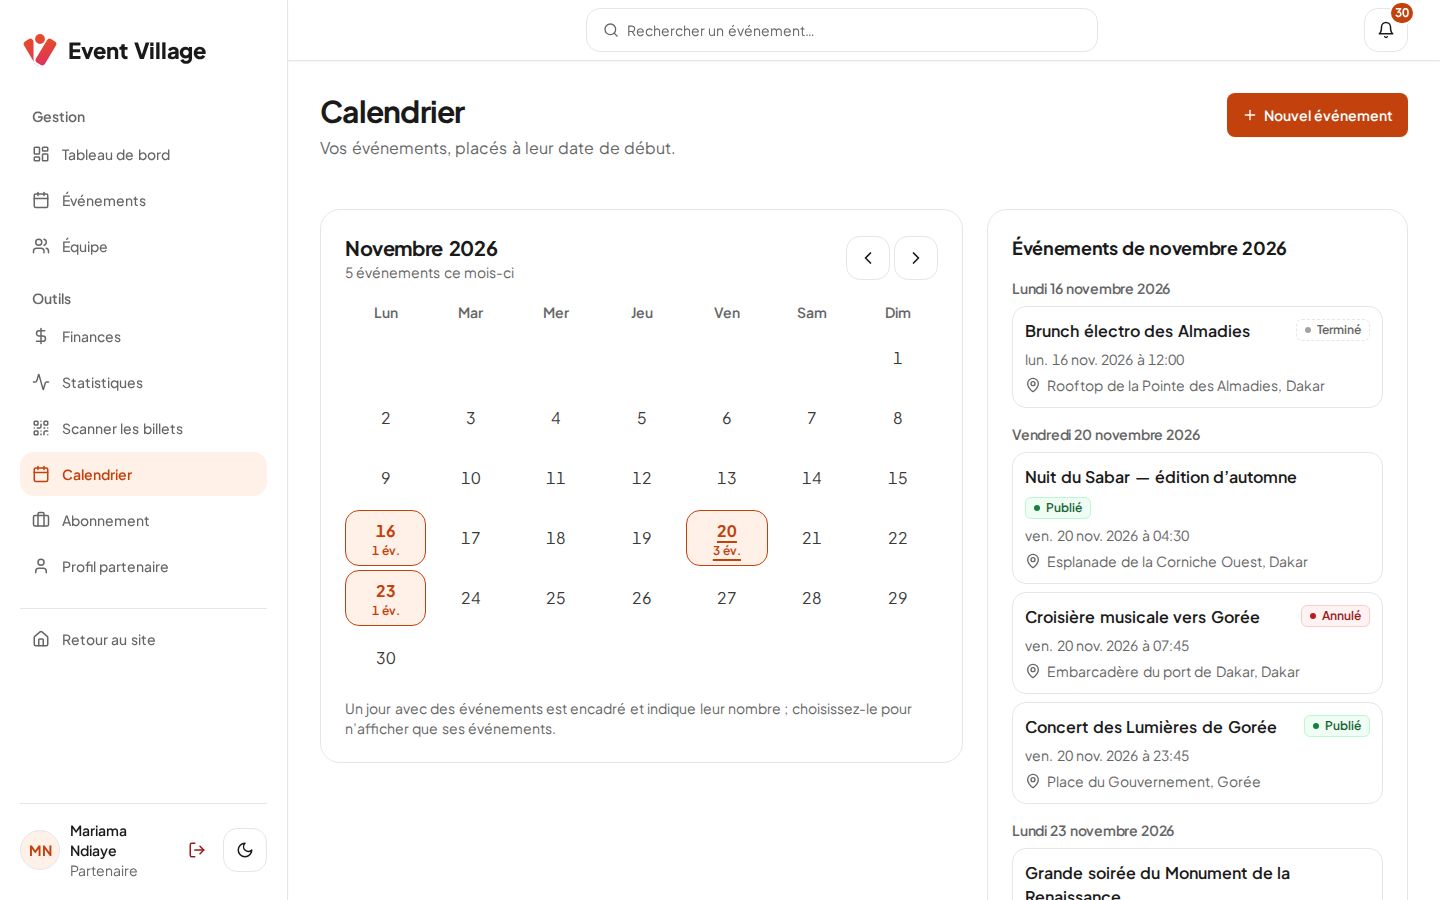 Event Village
Gestion
Tableau de bord
Événements
Équipe
Outils
Finances
Statistiques
Scanner les billets
Calendrier
Abonnement
Profil partenaire
Retour au site
MN
Mariama
Ndiaye
Partenaire
Rechercher un événement…
30
Calendrier
Vos événements, placés à leur date de début.
Nouvel événement
Novembre 2026
5 événements ce mois-ci
Lun Mar Mer Jeu Ven Sam Dim
1
2 3 4 5 6 7 8
9 10 11 12 13 14 15
16 17 18 19 20 21 22
1 év. 3 év.
23 24 25 26 27 28 29
1 év.
30
Un jour avec des événements est encadré et indique leur nombre ; choisissez-le pour
n’afficher que ses événements.
Événements de novembre 2026
Lundi 16 novembre 2026
Brunch électro des Almadies Terminé
lun. 16 nov. 2026 à 12:00
Rooftop de la Pointe des Almadies, Dakar
Vendredi 20 novembre 2026
Nuit du Sabar — édition d’automne
Publié
ven. 20 nov. 2026 à 04:30
Esplanade de la Corniche Ouest, Dakar
Croisière musicale vers Gorée Annulé
ven. 20 nov. 2026 à 07:45
Embarcadère du port de Dakar, Dakar
Concert des Lumières de Gorée Publié
ven. 20 nov. 2026 à 23:45
Place du Gouvernement, Gorée
Lundi 23 novembre 2026
Grande soirée du Monument de la
Renaissance